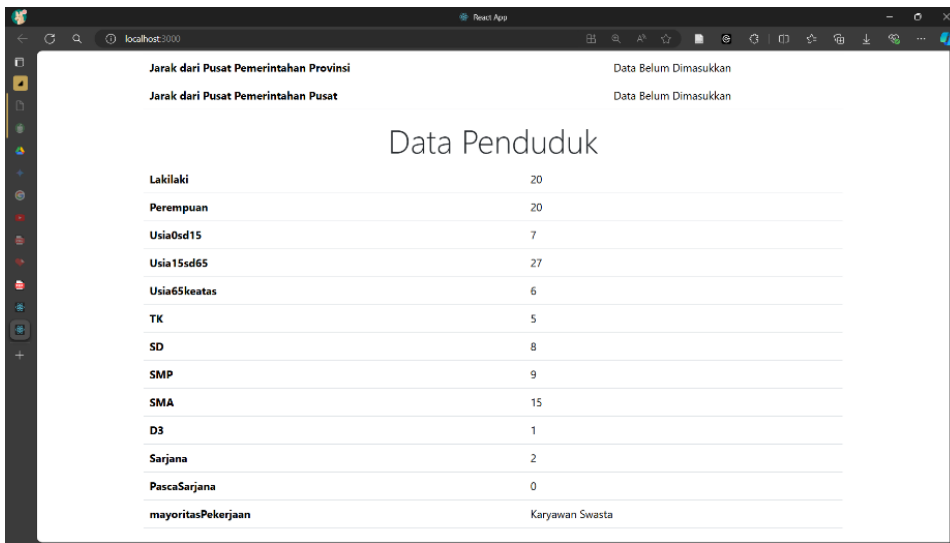 React App
localhost:3000
Jarak dari Pusat Pemerintahan Provinsi Data Belum Dimasukkan
Jarak dari Pusat Pemerintahan Pusat Data Belum Dimasukkan
Data Penduduk
Lakilaki 20
Perempuan 20
Usia0sd15 7
Usia15sd65 27
Usia65keatas 6
TK 5
SD 8
SMP 9
SMA 15
D3 1
Sarjana 2
PascaSarjana 0
mayoritasPekerjaan Karyawan Swasta